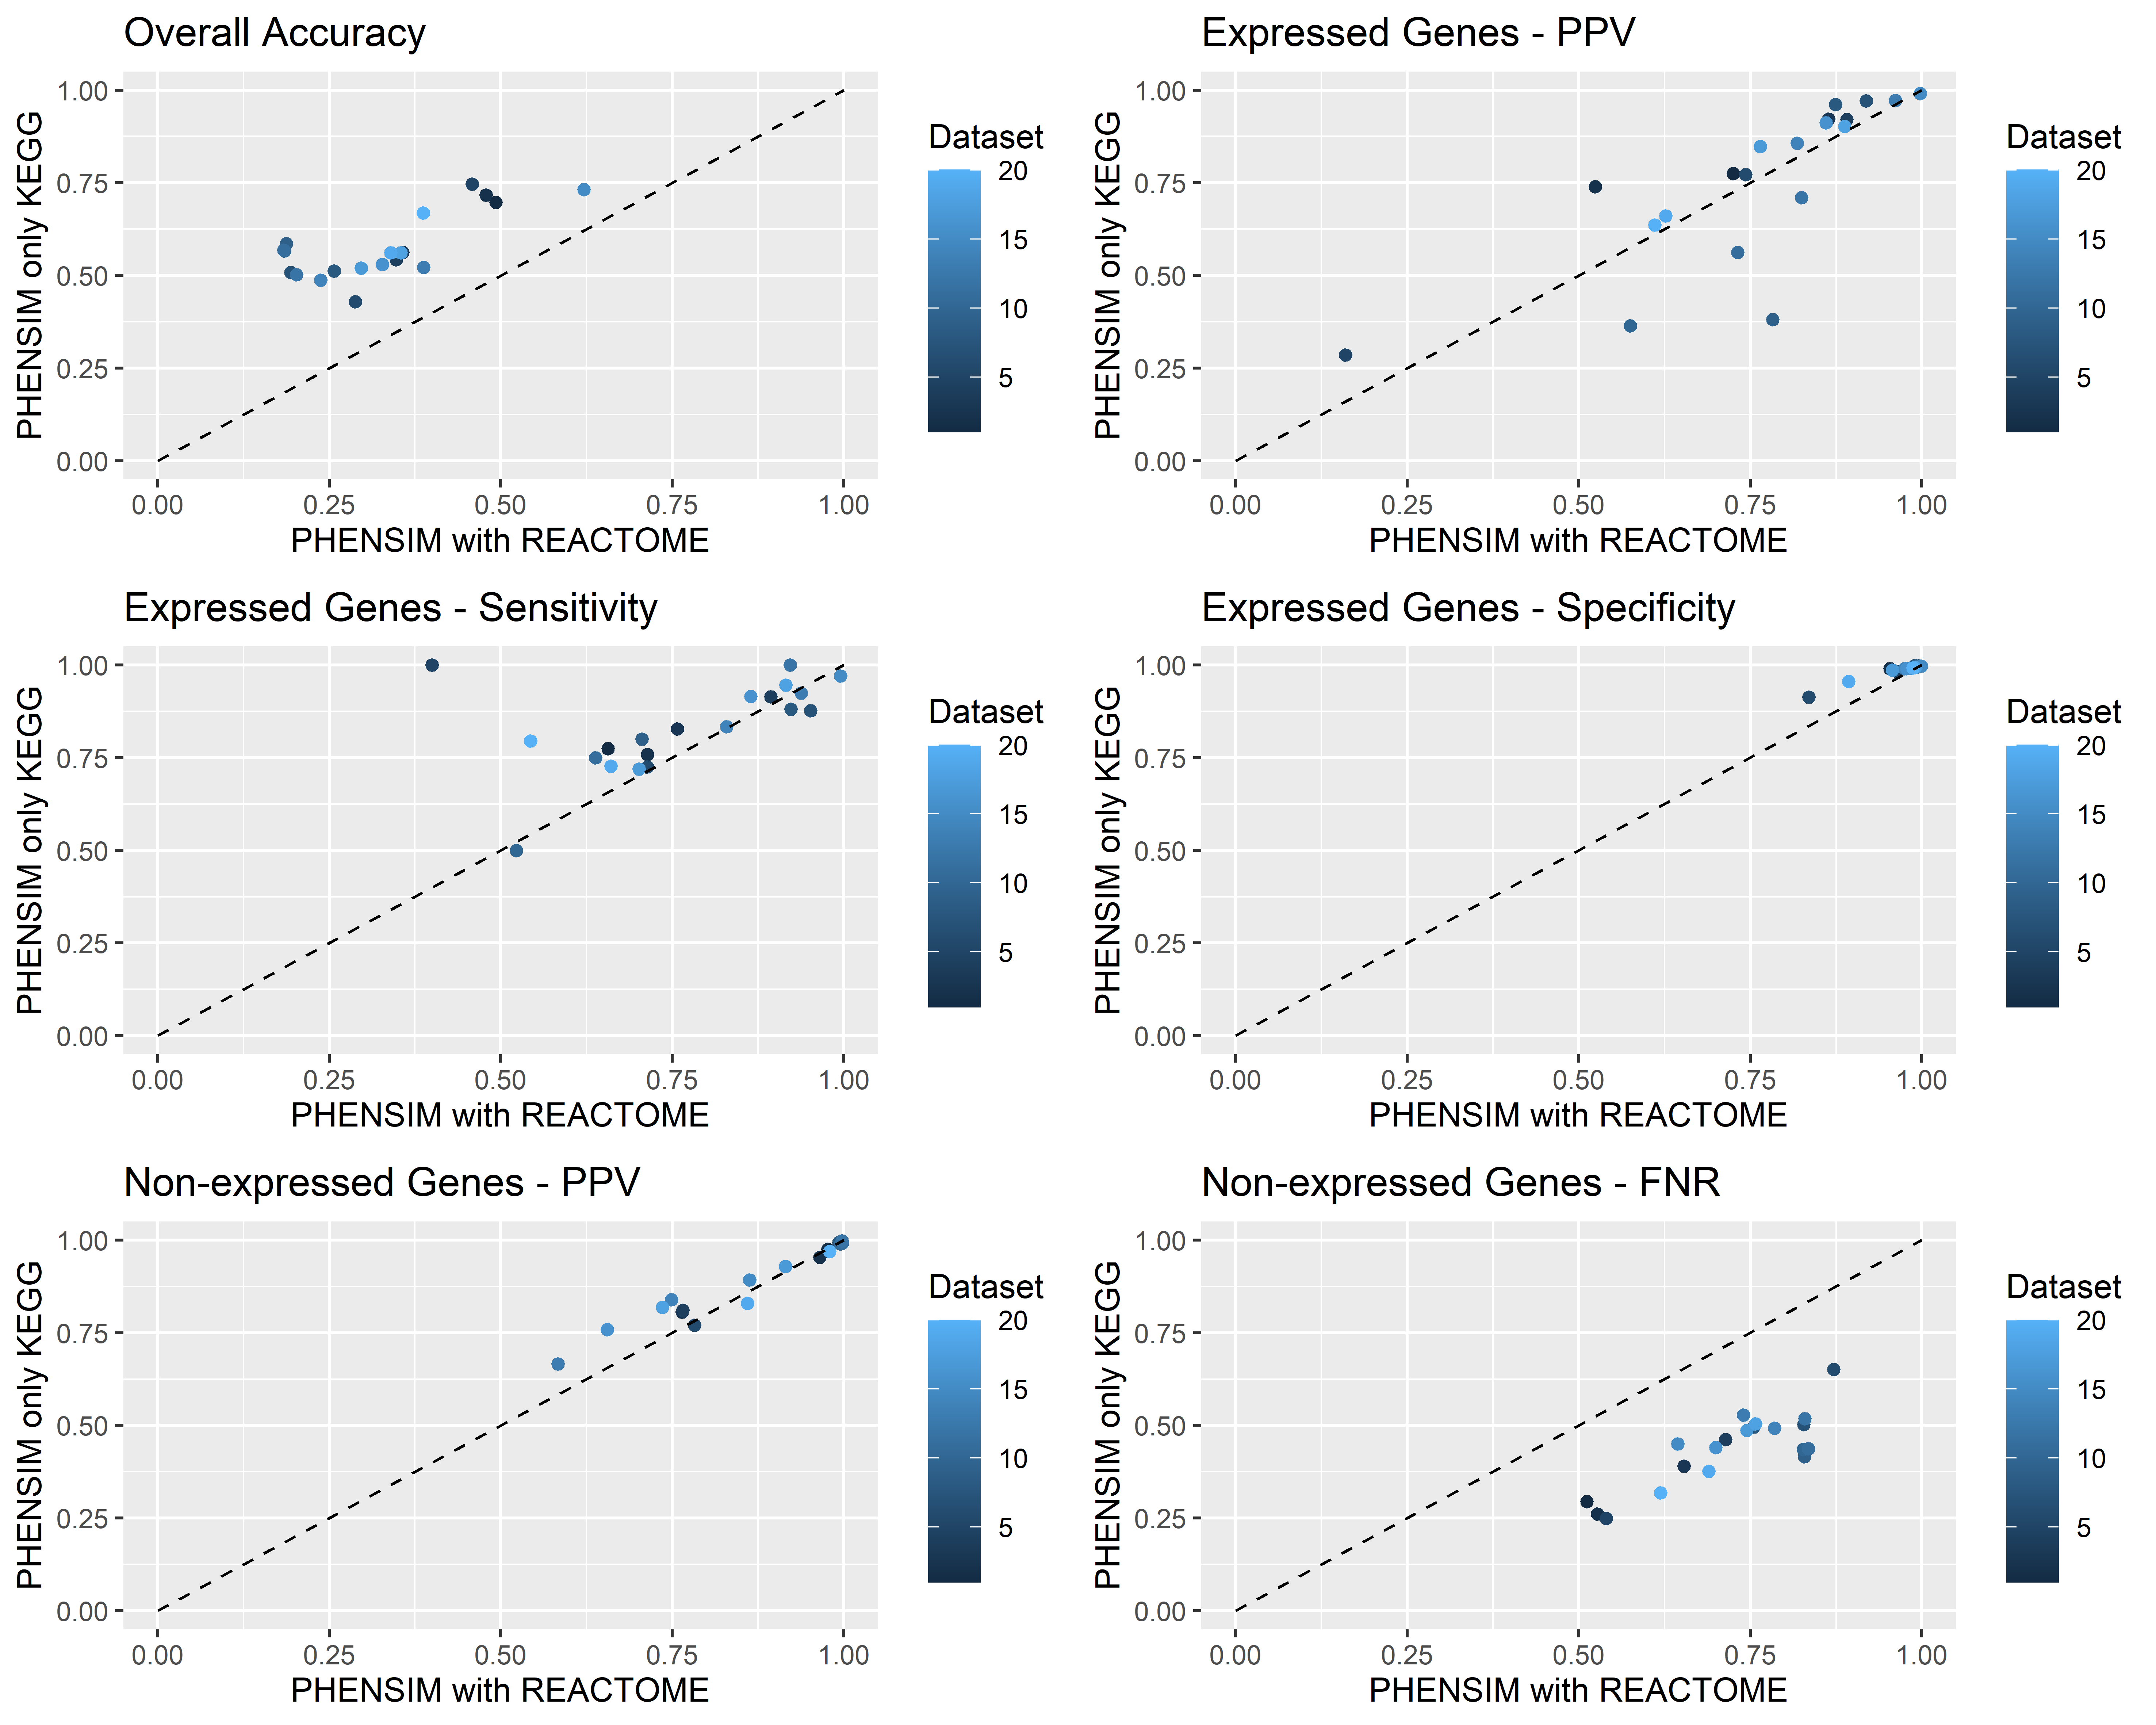 Overall Accuracy
PHENSIM only KEGG
1.00
0.75
0.50
0.25
0.00
0.00 0.25 0.50 0.75 1.00
PHENSIM with REACTOME
Dataset
20
15
10
5
Expressed Genes - PPV
PHENSIM only KEGG
1.00
0.75
0.50
0.25
0.00
0.00 0.25 0.50 0.75 1.00
PHENSIM with REACTOME
Dataset
20
15
10
5
Expressed Genes - Sensitivity
PHENSIM only KEGG
1.00
0.75
0.50
0.25
0.00
0.00 0.25 0.50 0.75 1.00
PHENSIM with REACTOME
Dataset
20
15
10
5
Expressed Genes - Specificity
PHENSIM only KEGG
1.00
0.75
0.50
0.25
0.00
0.00 0.25 0.50 0.75 1.00
PHENSIM with REACTOME
Dataset
20
15
10
5
Non-expressed Genes - PPV
PHENSIM only KEGG
1.00
0.75
0.50
0.25
0.00
0.00 0.25 0.50 0.75 1.00
PHENSIM with REACTOME
Dataset
20
15
10
5
Non-expressed Genes - FNR
PHENSIM only KEGG
1.00
0.75
0.50
0.25
0.00
0.00 0.25 0.50 0.75 1.00
PHENSIM with REACTOME
Dataset
20
15
10
5